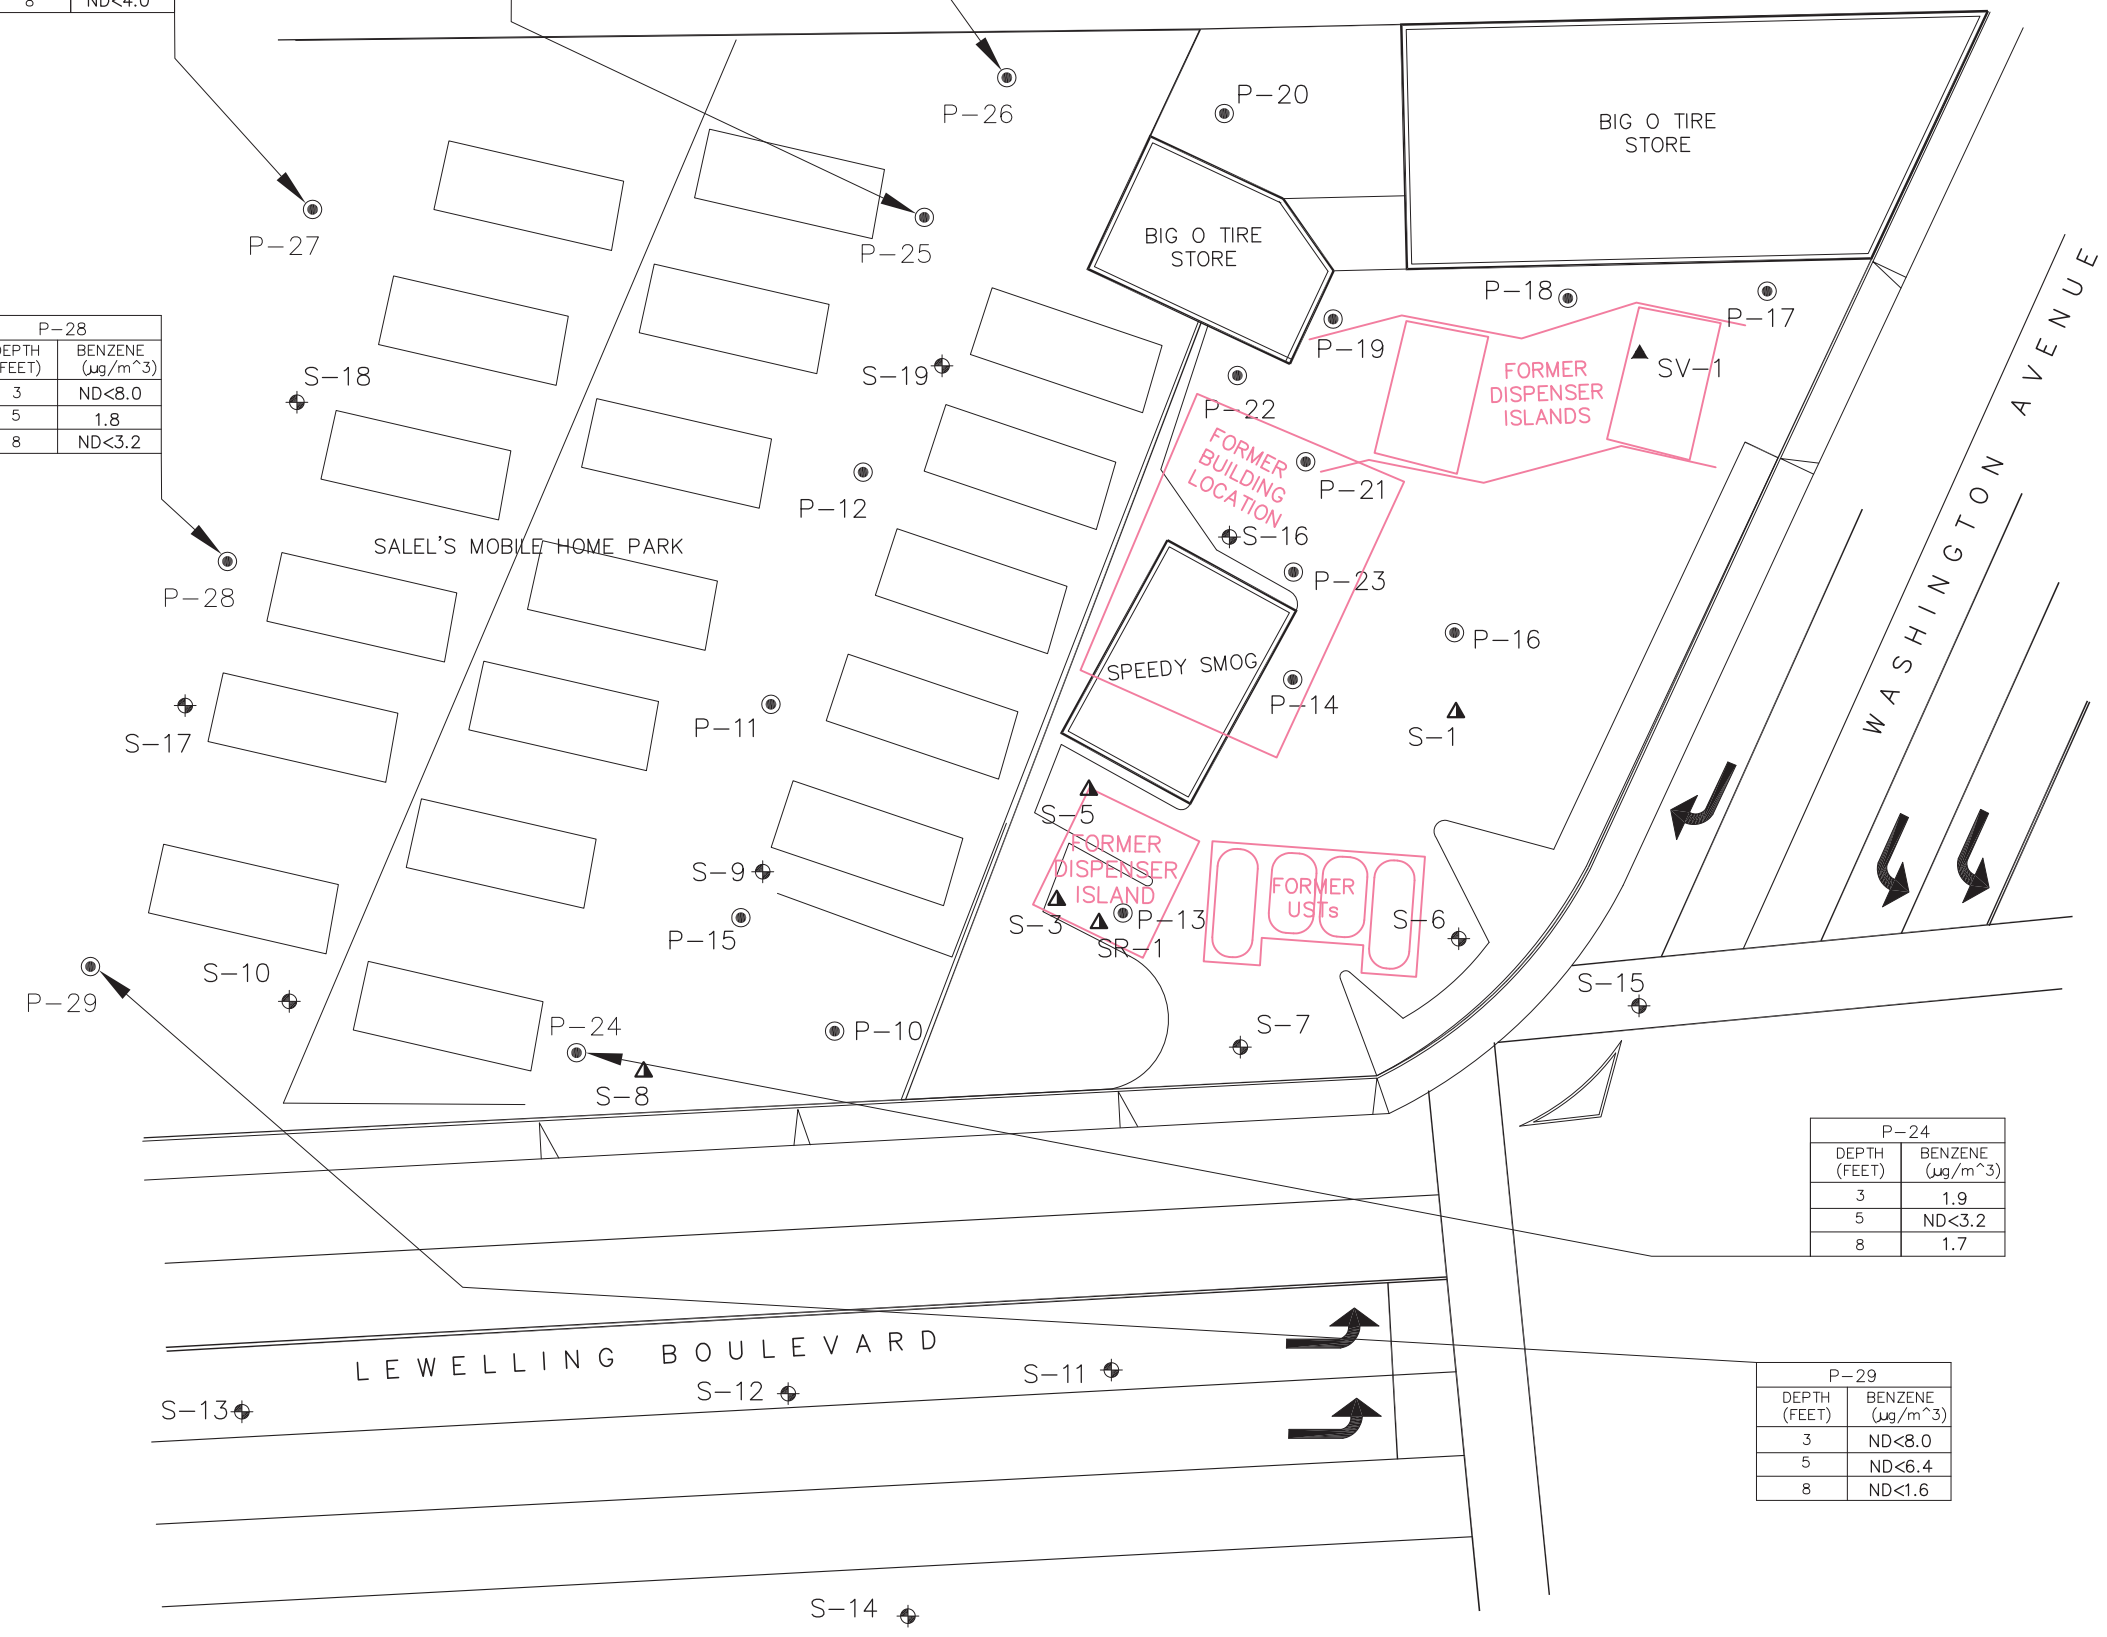 8 ND<4.0
P-26
P-20
BIG O TIRE
STORE
P-27
P-25
BIG O TIRE
STORE
WASHINGTON AVENUE
P-18
P-17
P-28
DEPTH BENZENE
(FEET) (µg/m^3)
3 ND<8.0
5 1.8
8 ND<3.2
S-18
S-19
P-19
SV-1
FORMER
DISPENSER
ISLANDS
P-22
FORMER
BUILDING
LOCATION
P-21
P-12
S-16
SALEL'S MOBILE HOME PARK
P-23
P-28
P-16
SPEEDY SMOG
P-14
P-11
S-17
S-1
S-5
FORMER
DISPENSER
ISLAND
S-9
FORMER
USTs
S-3
P-13
S-6
P-15
SR-1
S-10
P-29
S-15
P-24
P-10
S-7
S-8
P-24
DEPTH BENZENE
(FEET) (µg/m^3)
3 1.9
5 ND<3.2
8 1.7
LEWELLING BOULEVARD
S-11
S-12
S-13
P-29
DEPTH BENZENE
(FEET) (µg/m^3)
3 ND<8.0
5 ND<6.4
8 ND<1.6
S-14